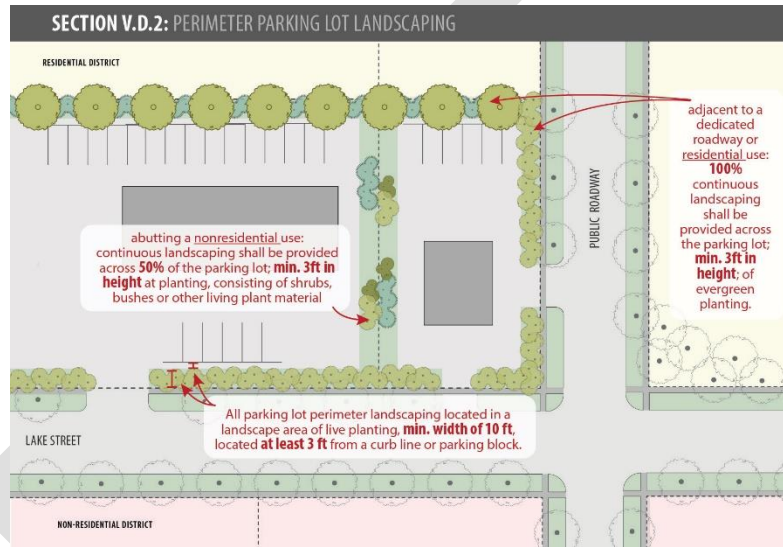 SECTION V.D.2: PERIMETER PARKING LOT LANDSCAPING
RESIDENTIAL DISTRICT
adjacent to a
dedicated
roadway or
residential use:
100%
continuous
landscaping
shall be
provided across
the parking lot;
min. 3ft in
height; of
evergreen
planting.
PUBLIC ROADWAY
abutting a nonresidential use:
continuous landscaping shall be provided
across 50% of the parking lot; min. 3ft in
height at planting, consisting of shrubs,
bushes or other living plant material
All parking lot perimeter landscaping located in a
landscape area of live planting, min. width of 10 ft,
located at least 3 ft from a curb line or parking block.
LAKE STREET
NON-RESIDENTIAL DISTRICT